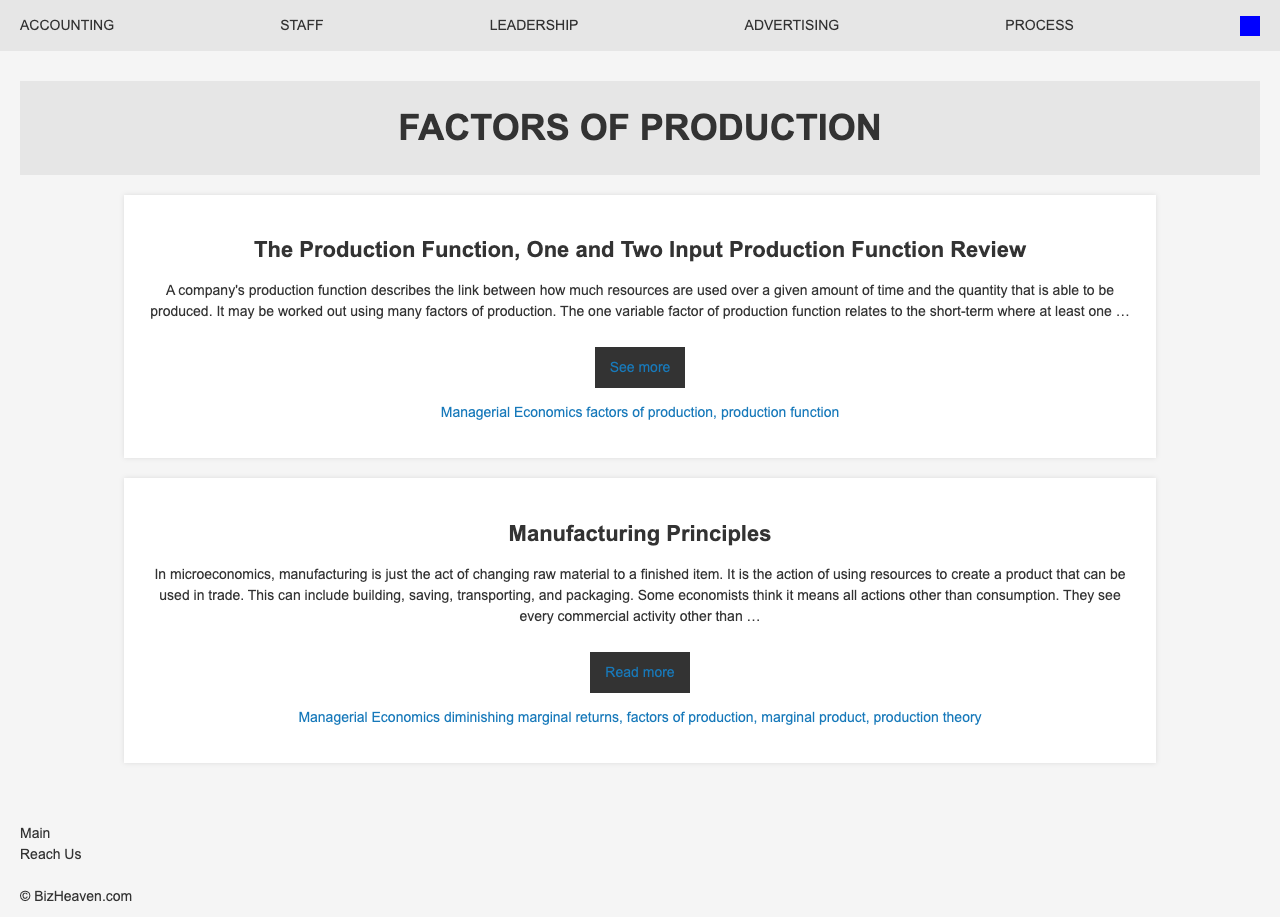 ACCOUNTING STAFF LEADERSHIP ADVERTISING PROCESS
FACTORS OF PRODUCTION
The Production Function, One and Two Input Production Function Review
A company's production function describes the link between how much resources are used over a given amount of time and the quantity that is able to be
produced. It may be worked out using many factors of production. The one variable factor of production function relates to the short-term where at least one …
See more
Managerial Economics factors of production, production function
Manufacturing Principles
In microeconomics, manufacturing is just the act of changing raw material to a finished item. It is the action of using resources to create a product that can be
used in trade. This can include building, saving, transporting, and packaging. Some economists think it means all actions other than consumption. They see
every commercial activity other than …
Read more
Managerial Economics diminishing marginal returns, factors of production, marginal product, production theory
Main
Reach Us
© BizHeaven.com